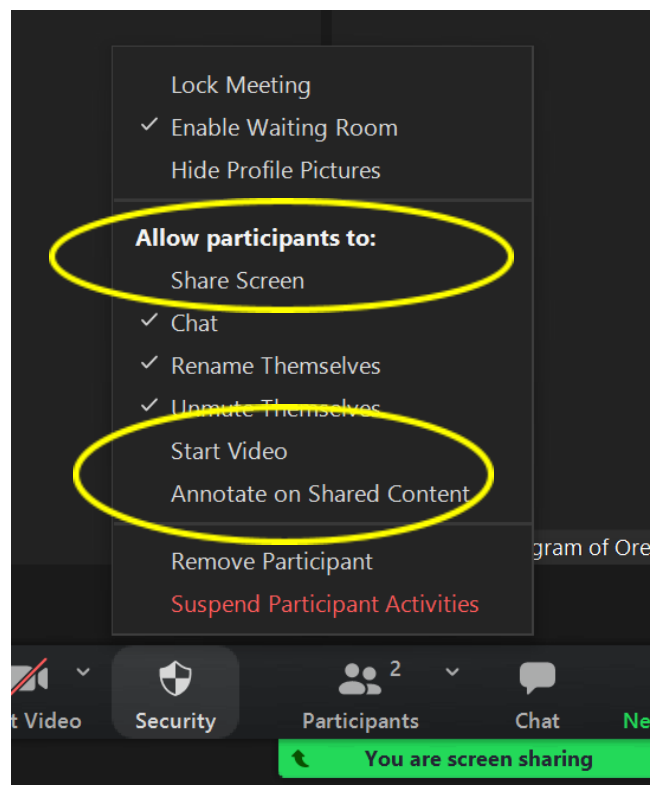 Lock Meeting
✓ Enable Waiting Room
Hide Profile Pictures
Allow participants to:
Share Screen
✓ Chat
✓ Rename Themselves
✓ Unmute Themselves
Start Video
Annotate on Shared Content
gram of Ore
Remove Participant
Suspend Participant Activities
2
t Video Security Participants Chat Ne
You are screen sharing